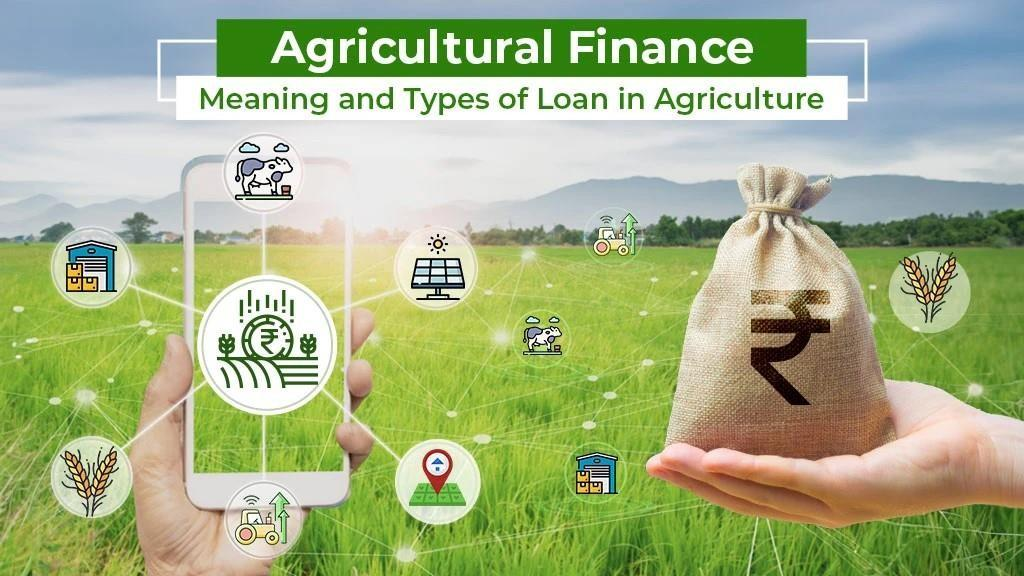 Agricultural Finance
Meaning and Types of Loan in Agriculture
₹
₹